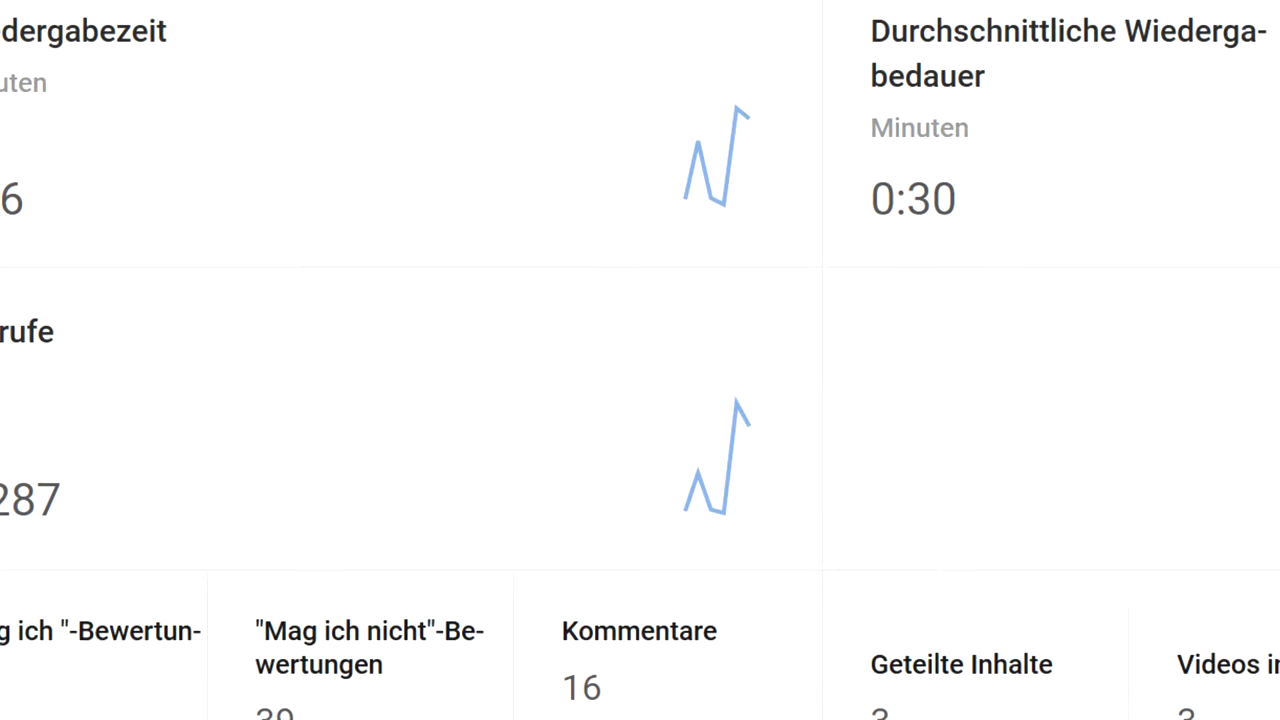 dergabezeit
Durchschnittliche Wiederga-
bedauer
uten
Minuten
6
0:30
rufe
287
g ich "-Bewertun-
"Mag ich nicht"-Be-
wertungen
Kommentare
16
Geteilte Inhalte
Videos in